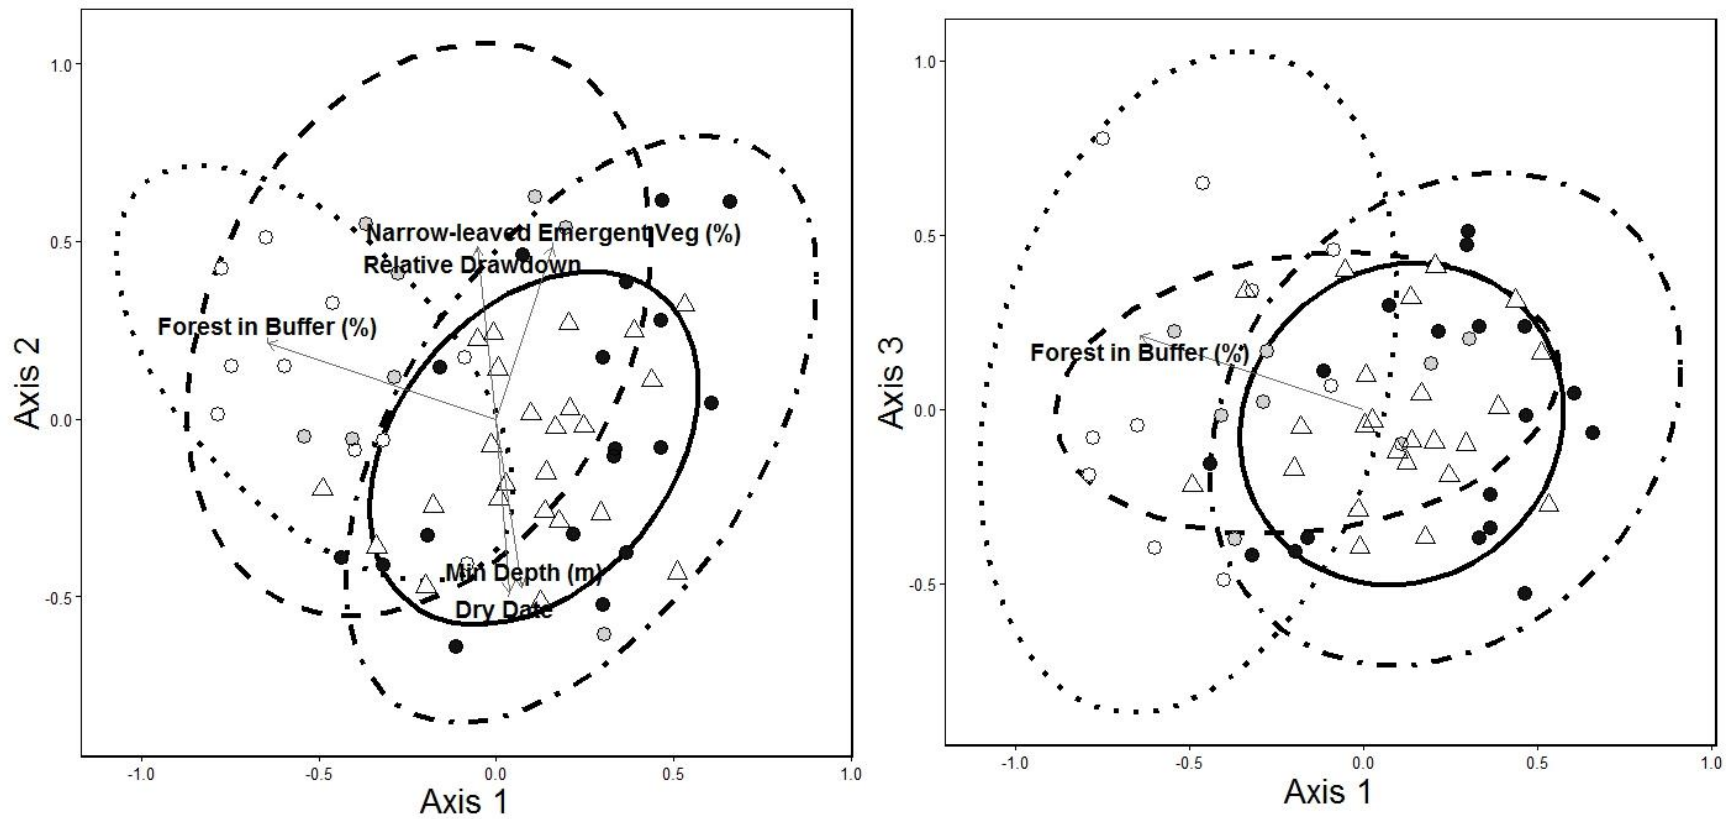 1.0
0.5
0.0
-0.5
Axis 2
Narrow-leaved Emergent Veg (%)
Relative Drawdown
Forest in Buffer (%)
Min Depth (m)
Dry Date
-1.0 -0.5 0.0 0.5 1.0
Axis 1
1.0
0.5
0.0
-0.5
Axis 3
Forest in Buffer (%)
-1.0 -0.5 0.0 0.5 1.0
Axis 1